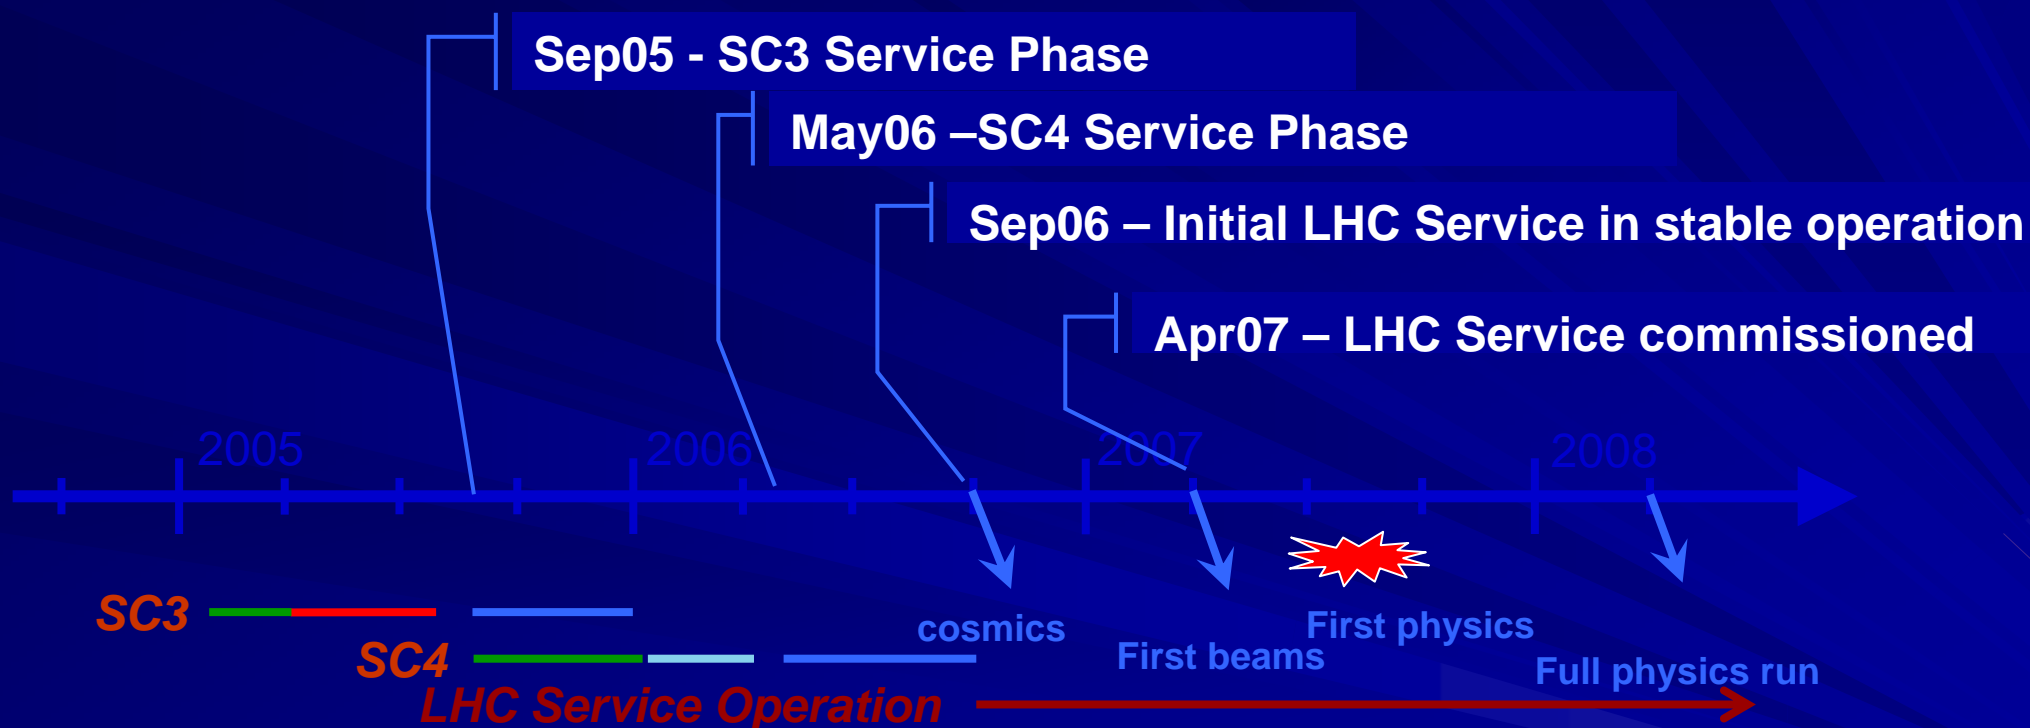 Sep05 - SC3 Service Phase
May06 –SC4 Service Phase
Sep06 – Initial LHC Service in stable operation
Apr07 – LHC Service commissioned
2005 2006 2007 2008
SC3
cosmics
First physics
SC4
First beams
Full physics run
LHC Service Operation